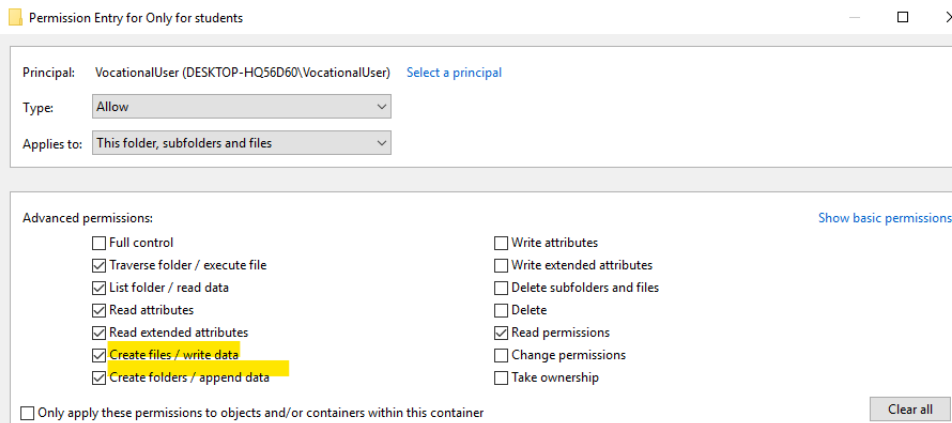 Permission Entry for Only for students
Principal: VocationalUser (DESKTOP-HQ56D60\VocationalUser) Select a principal
Type: Allow
Applies to: This folder, subfolders and files
Advanced permissions: Show basic permissions
Full control Write attributes
Traverse folder / execute file Write extended attributes
List folder / read data Delete subfolders and files
Read attributes Delete
Read extended attributes Read permissions
Create files / write data Change permissions
Create folders / append data Take ownership
Only apply these permissions to objects and/or containers within this container Clear all